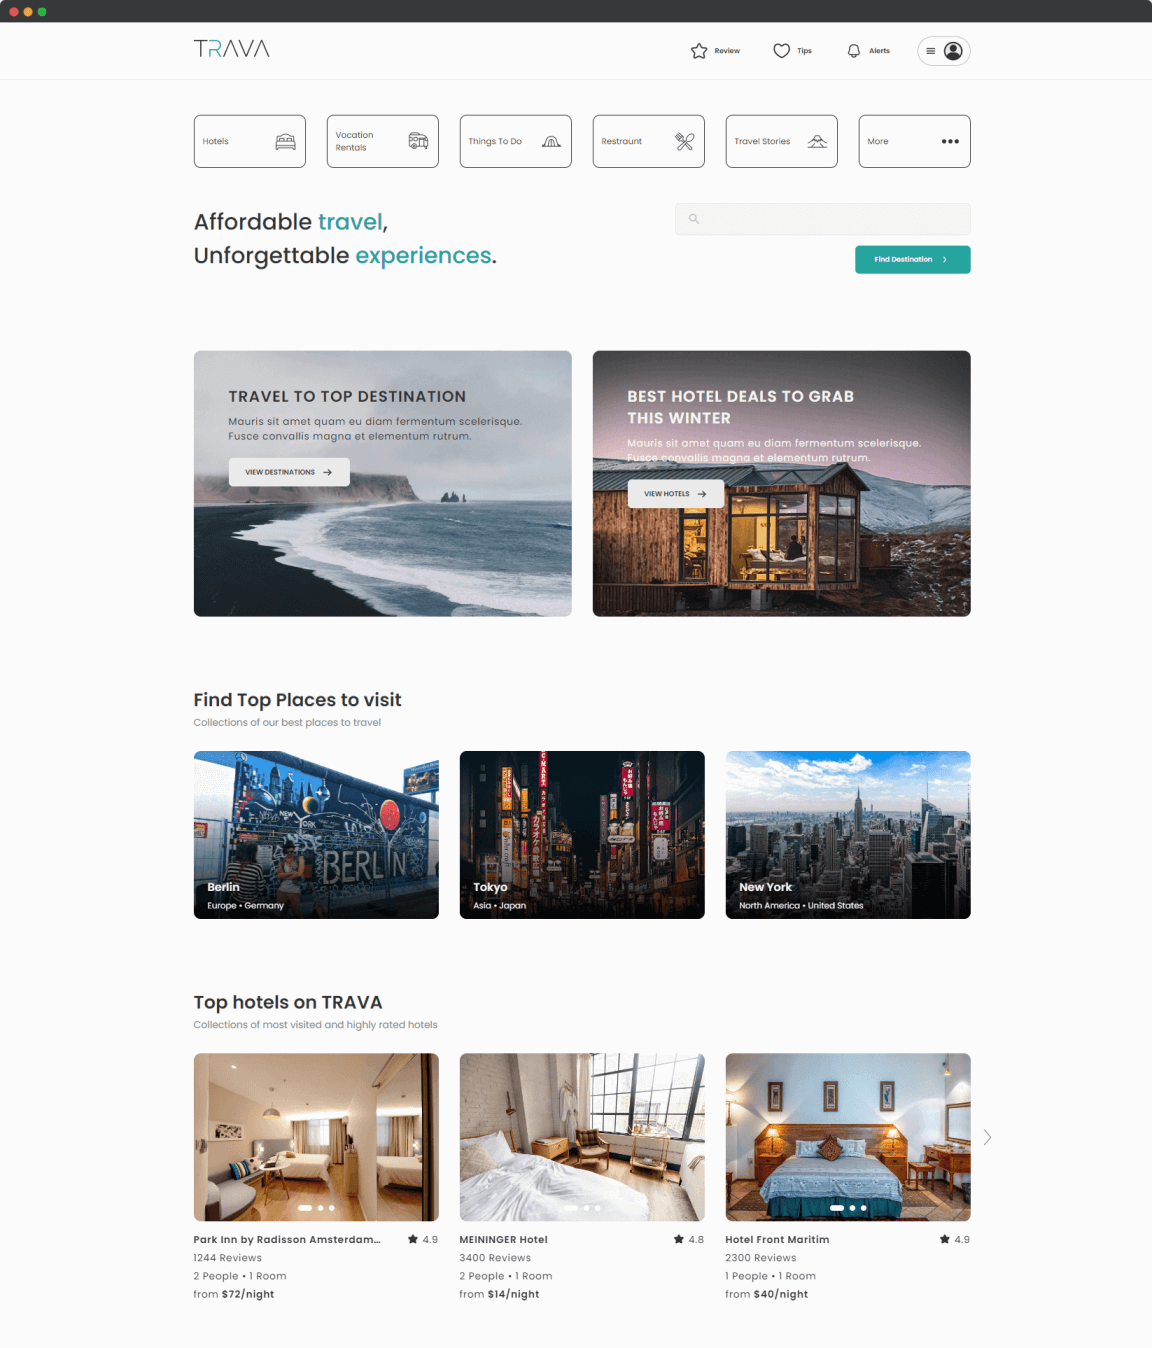 TRAVA
Review
Tips
Alerts
Hotels
Vocation
Rentals
Things To Do
Restraunt
Travel Stories
More
Affordable travel,
Unforgettable experiences.
Find Destination
TRAVEL TO TOP DESTINATION
Mauris sit amet quam eu diam fermentum scelerisque.
Fusce convallis magna et elementum rutrum.
VIEW DESTINATIONS
BEST HOTEL DEALS TO GRAB
THIS WINTER
Mauris sit amet quam eu diam fermentum scelerisque.
Fusce convallis magna et elementum rutrum.
VIEW HOTELS
Find Top Places to visit
Collections of our best places to travel
NEW
YORK
BERLIN
Berlin
Europe • Germany
Tokyo
Asia • Japan
New York
North America • United States
Top hotels on TRAVA
Collections of most visited and highly rated hotels
Park Inn by Radisson Amsterdam...
4.9
1244 Reviews
2 People • 1 Room
from $72/night
MEININGER Hotel
4.8
3400 Reviews
2 People • 1 Room
from $14/night
Hotel Front Maritim
4.9
2300 Reviews
1 People • 1 Room
from $40/night